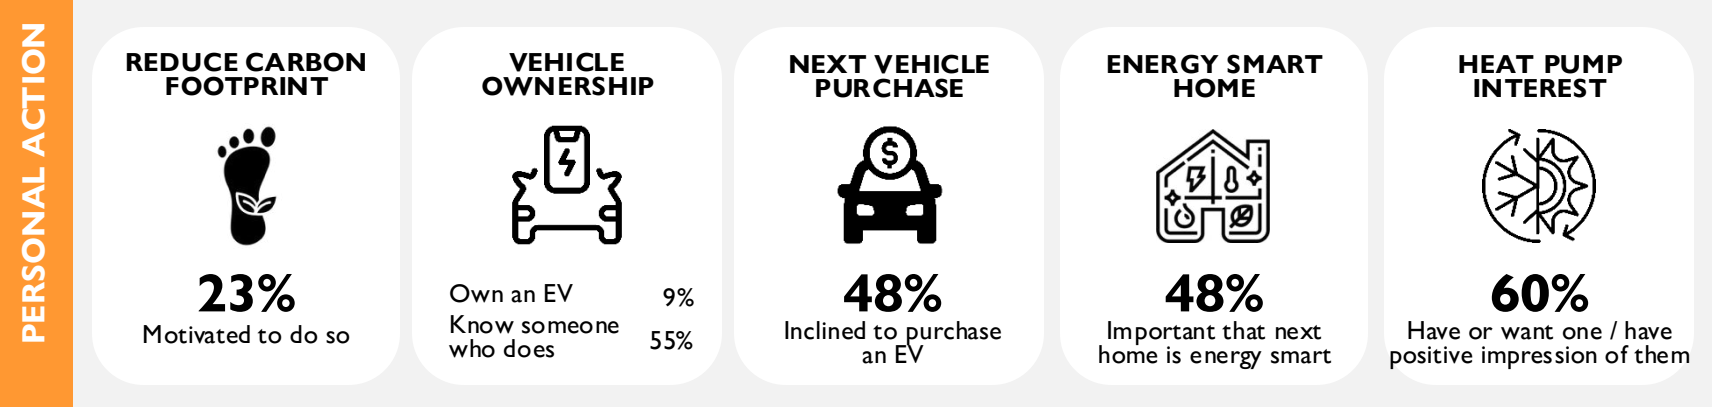 PERSONAL ACTION
REDUCE CARBON
FOOTPRINT
23%
Motivated to do so
VEHICLE
OWNERSHIP
Own an EV 9%
Know someone
who does 55%
NEXT VEHICLE
PURCHASE
$
48%
Inclined to purchase
an EV
ENERGY SMART
HOME
48%
Important that next
home is energy smart
HEAT PUMP
INTEREST
60%
Have or want one / have
positive impression of them